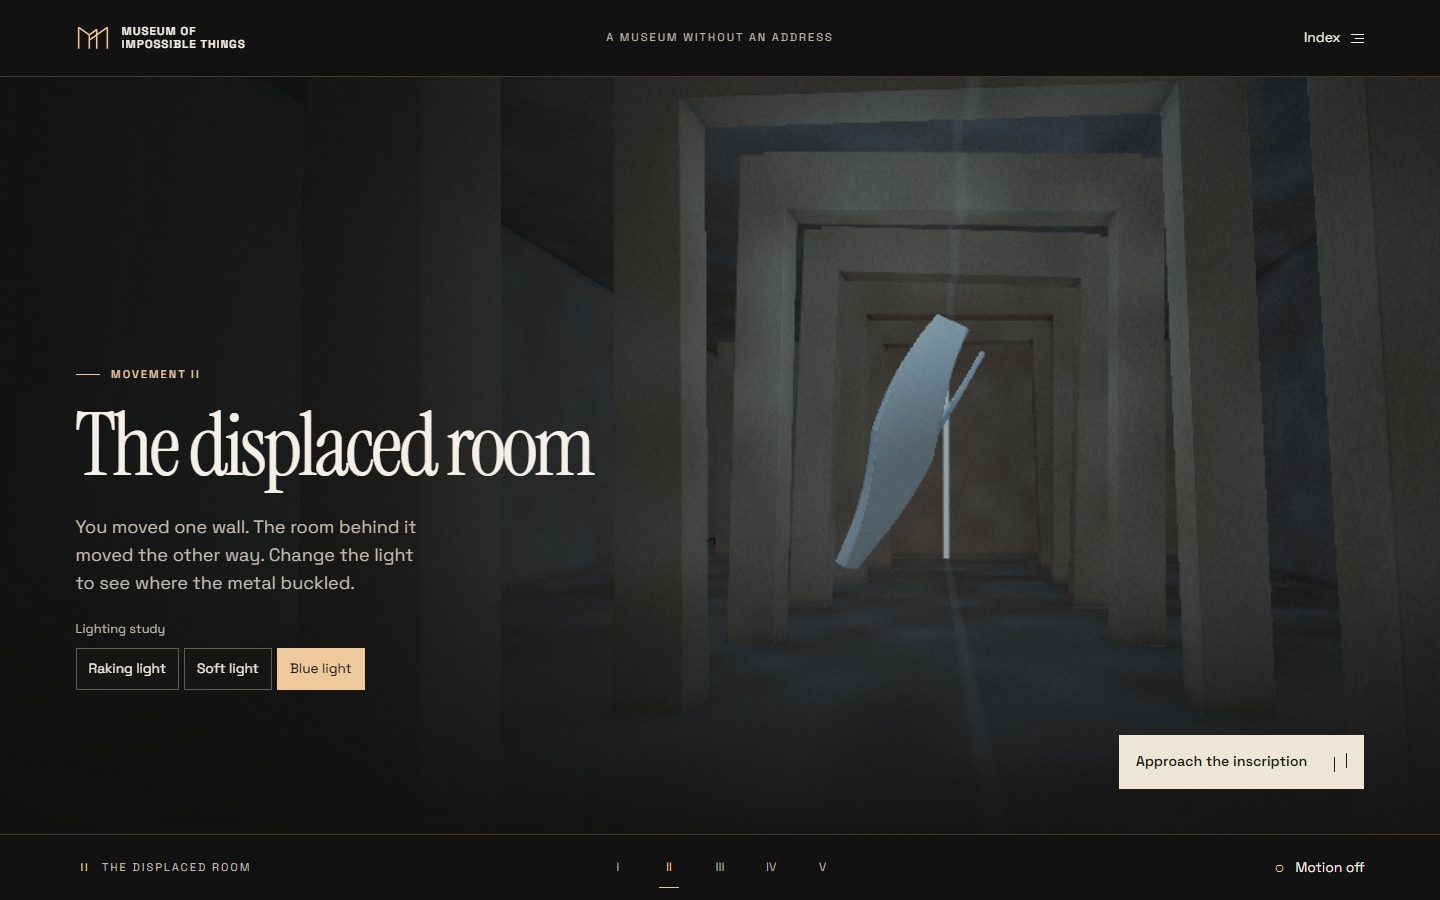 MUSEUM OF
IMPOSSIBLE THINGS
A MUSEUM WITHOUT AN ADDRESS
Index
MOVEMENT II
The displaced room
You moved one wall. The room behind it
moved the other way. Change the light
to see where the metal buckled.
Lighting study
Raking light
Soft light
Blue light
Approach the inscription
II THE DISPLACED ROOM
I II III IV V
Motion off